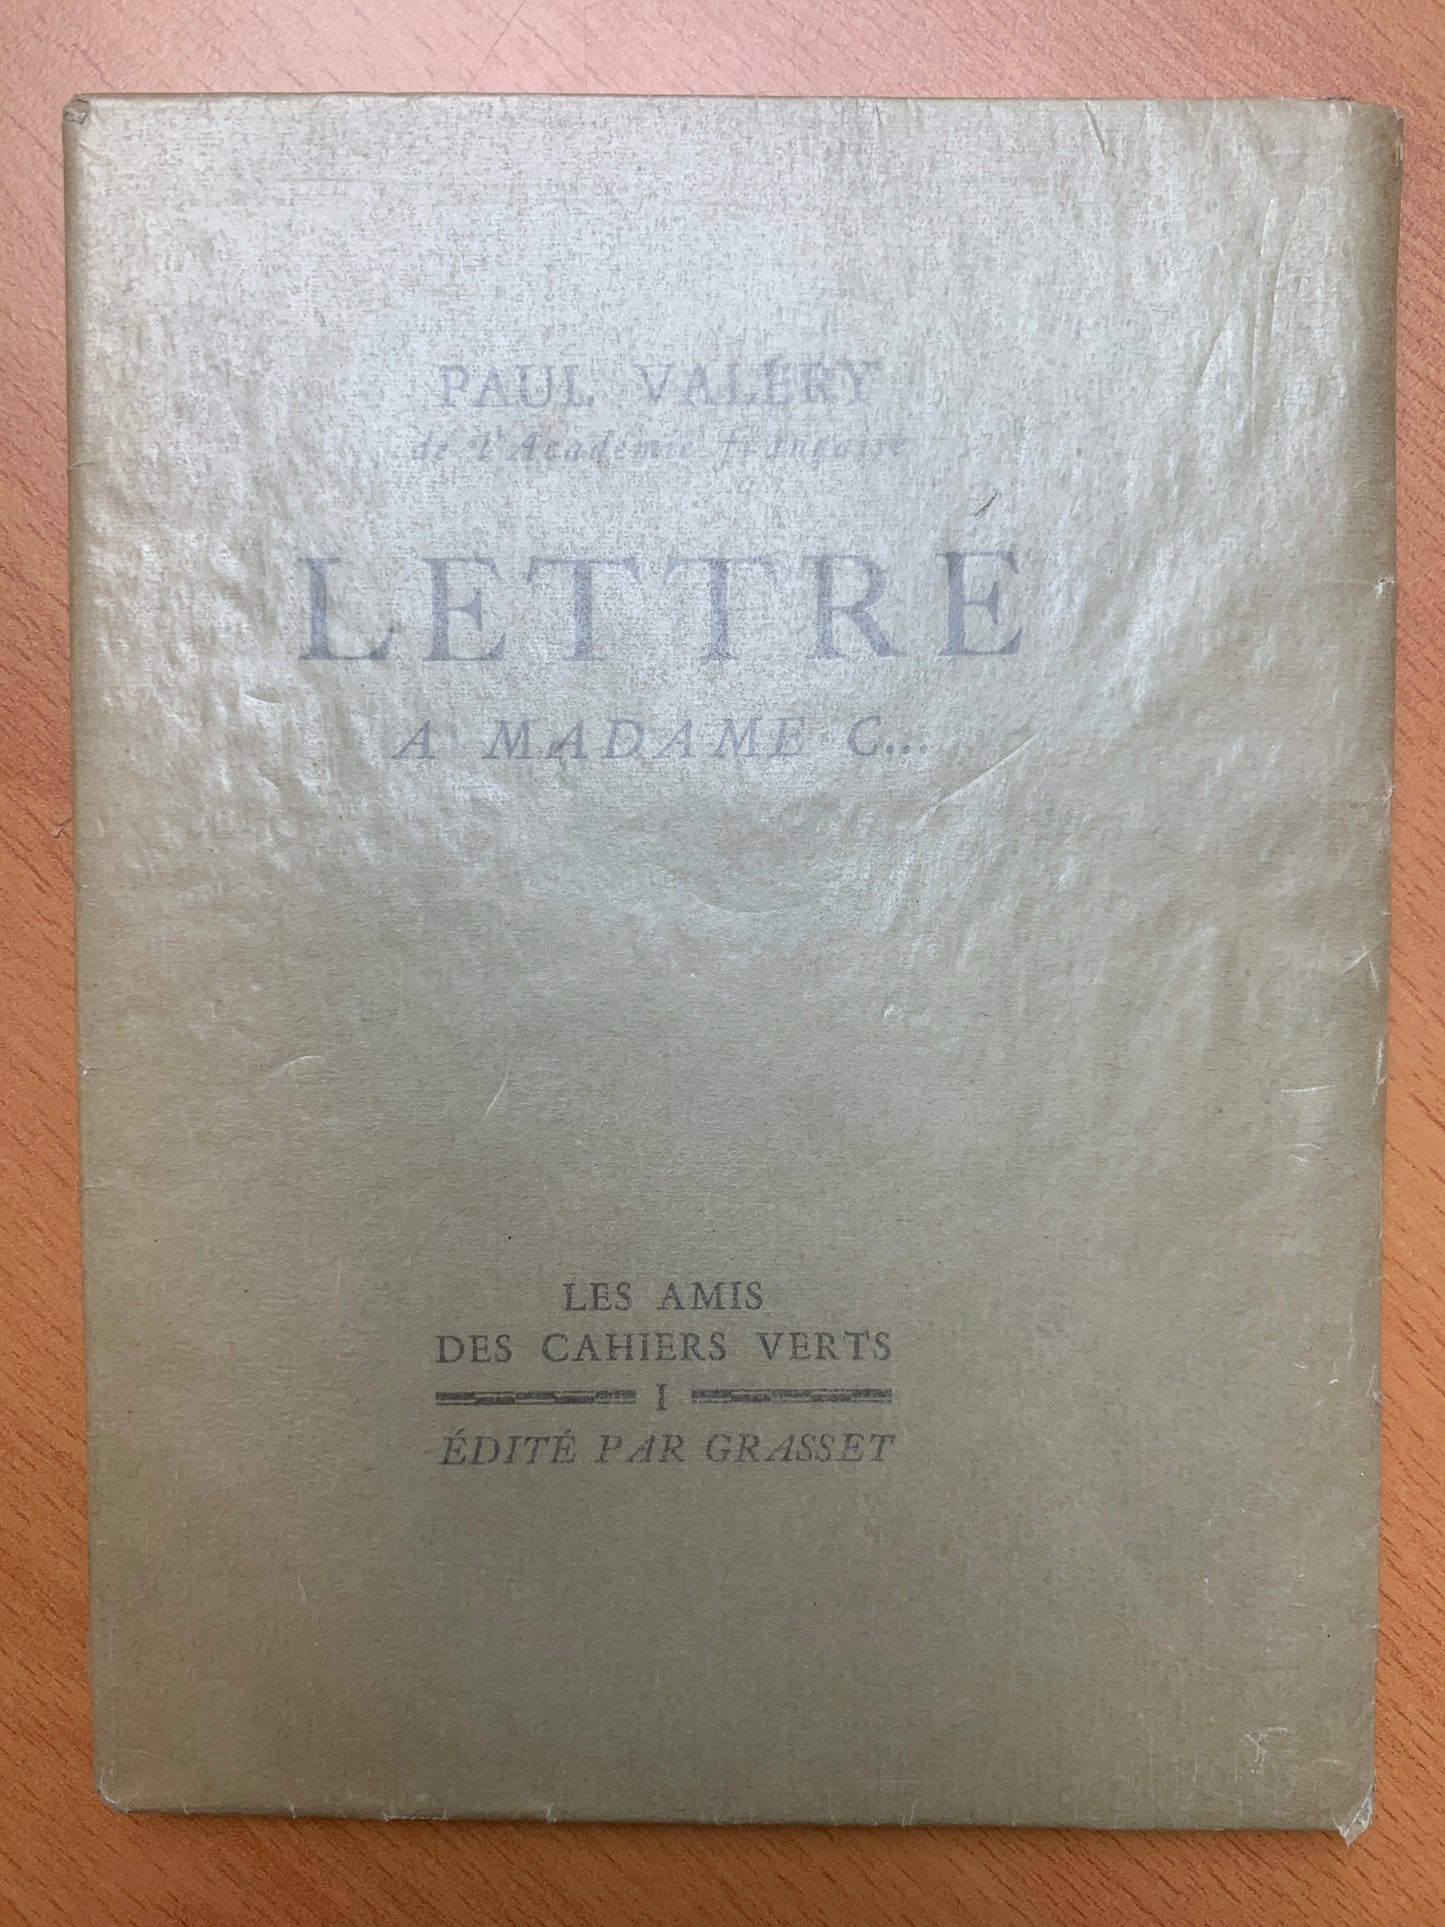 PAUL VALÉRY
de l'Académie française
LETTRE
A MADAME C...
LES AMIS
DES CAHIERS VERTS
I
ÉDITÉ PAR GRASSET